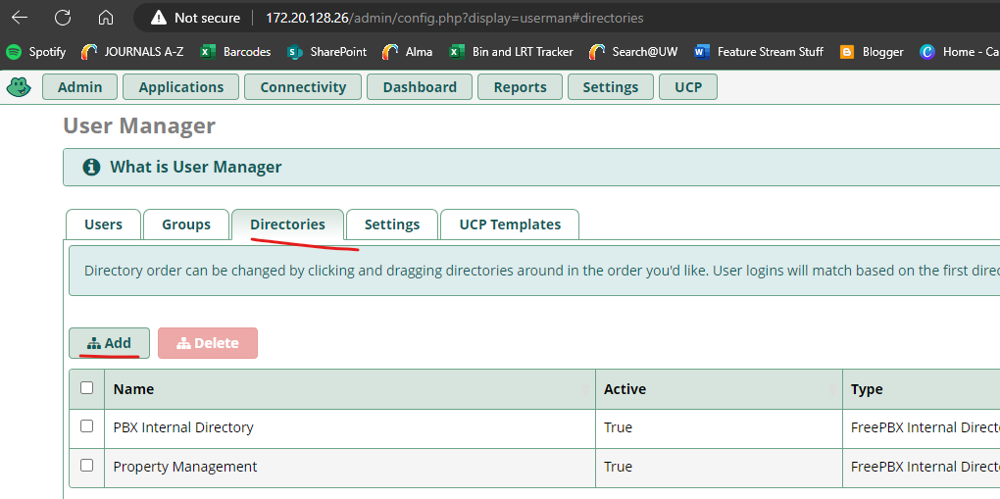 Not secure 172.20.128.26/admin/config.php?display=userman#directories
Spotify JOURNALS A-Z Barcodes SharePoint Alma Bin and LRT Tracker Search@UW Feature Stream Stuff Blogger Home - Ca
Admin Applications Connectivity Dashboard Reports Settings UCP
User Manager
What is User Manager
Users Groups Directories Settings UCP Templates
Directory order can be changed by clicking and dragging directories around in the order you'd like. User logins will match based on the first direc
Add Delete
Name Active Type
PBX Internal Directory True FreePBX Internal Directo
Property Management True FreePBX Internal Directo